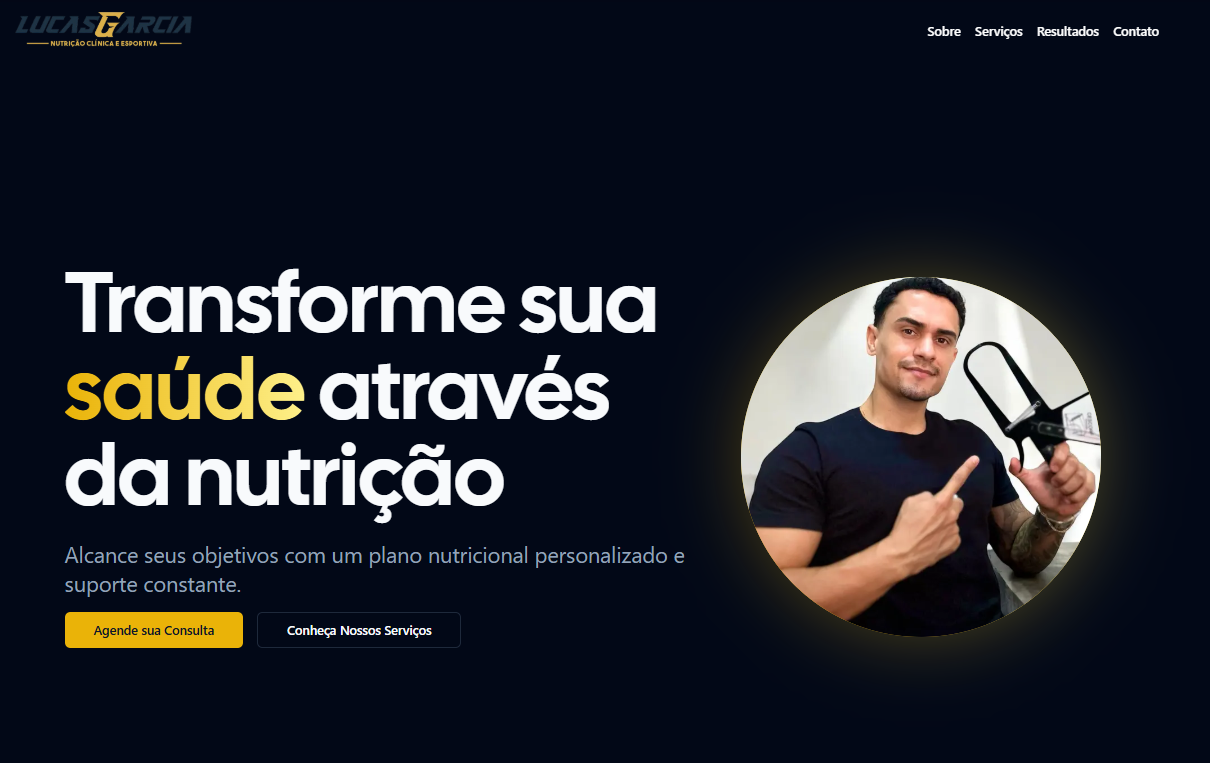 LUCASGARCIA
NUTRIÇÃO CLÍNICA E ESPORTIVA
Sobre Serviços Resultados Contato
Transforme sua
saúde através
da nutrição
Alcance seus objetivos com um plano nutricional personalizado e
suporte constante.
Agende sua Consulta Conheça Nossos Serviços